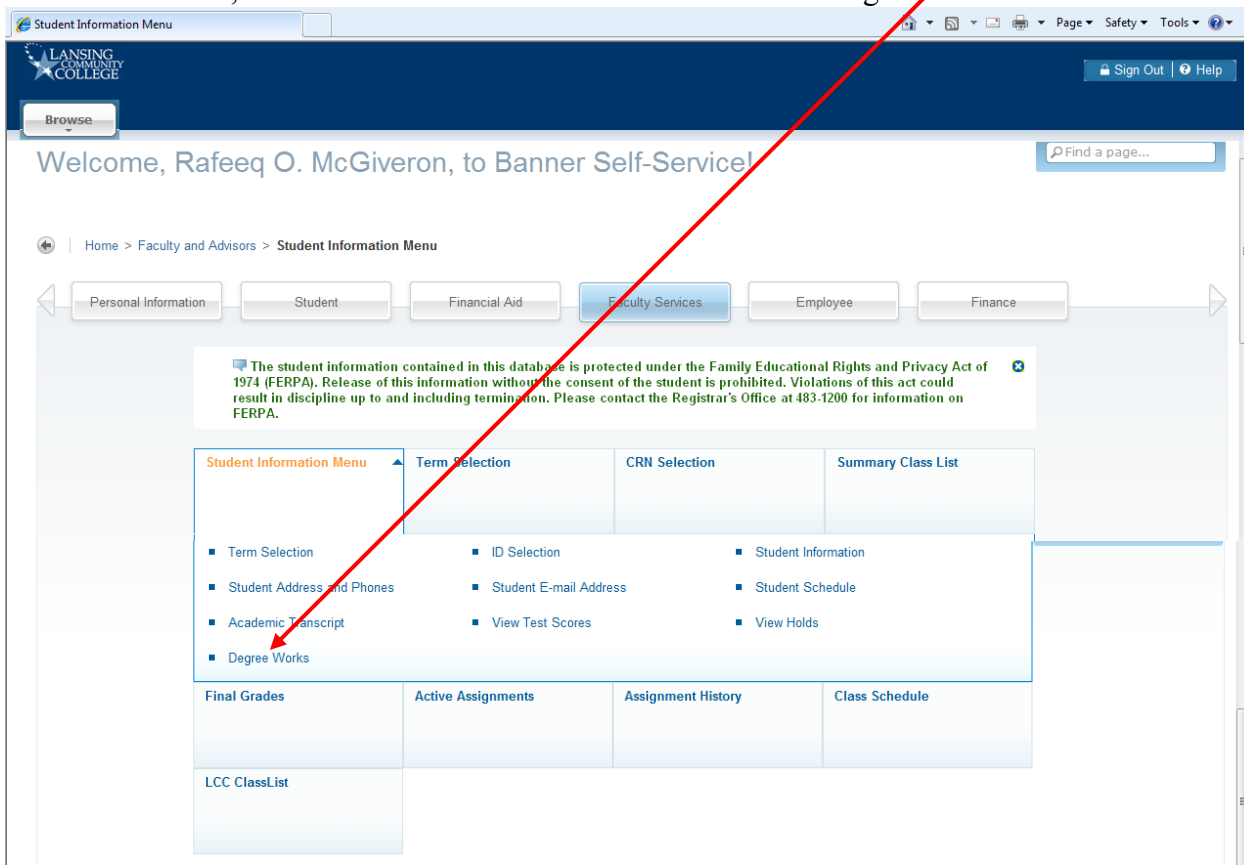 Student Information Menu
Page Safety Tools
LANSING
COMMUNITY
COLLEGE
Sign Out | Help
Browse
Welcome, Rafeeq O. McGiveron, to Banner Self-Service!
Find a page...
Home > Faculty and Advisors > Student Information Menu
Personal Information Student Financial Aid Faculty Services Employee Finance
The student information contained in this database is protected under the Family Educational Rights and Privacy Act of
1974 (FERPA). Release of this information without the consent of the student is prohibited. Violations of this act could
result in discipline up to and including termination. Please contact the Registrar's Office at 483-1200 for information on
FERPA.
Student Information Menu Term Selection CRN Selection Summary Class List
Term Selection ID Selection Student Information
Student Address and Phones Student E-mail Address Student Schedule
Academic Transcript View Test Scores View Holds
Degree Works
Final Grades Active Assignments Assignment History Class Schedule
LCC ClassList